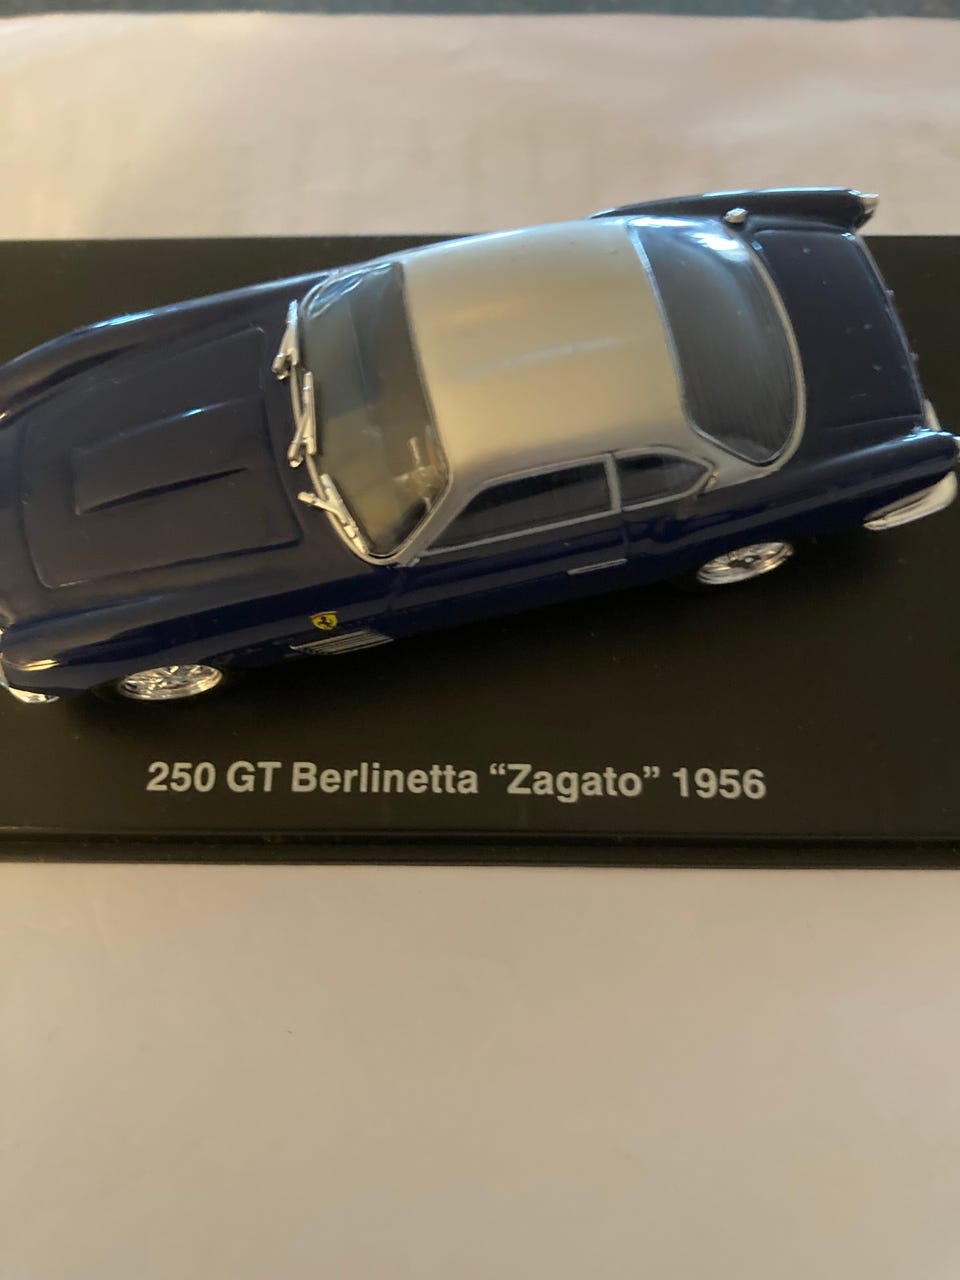 250 GT Berlinetta “Zagato” 1956